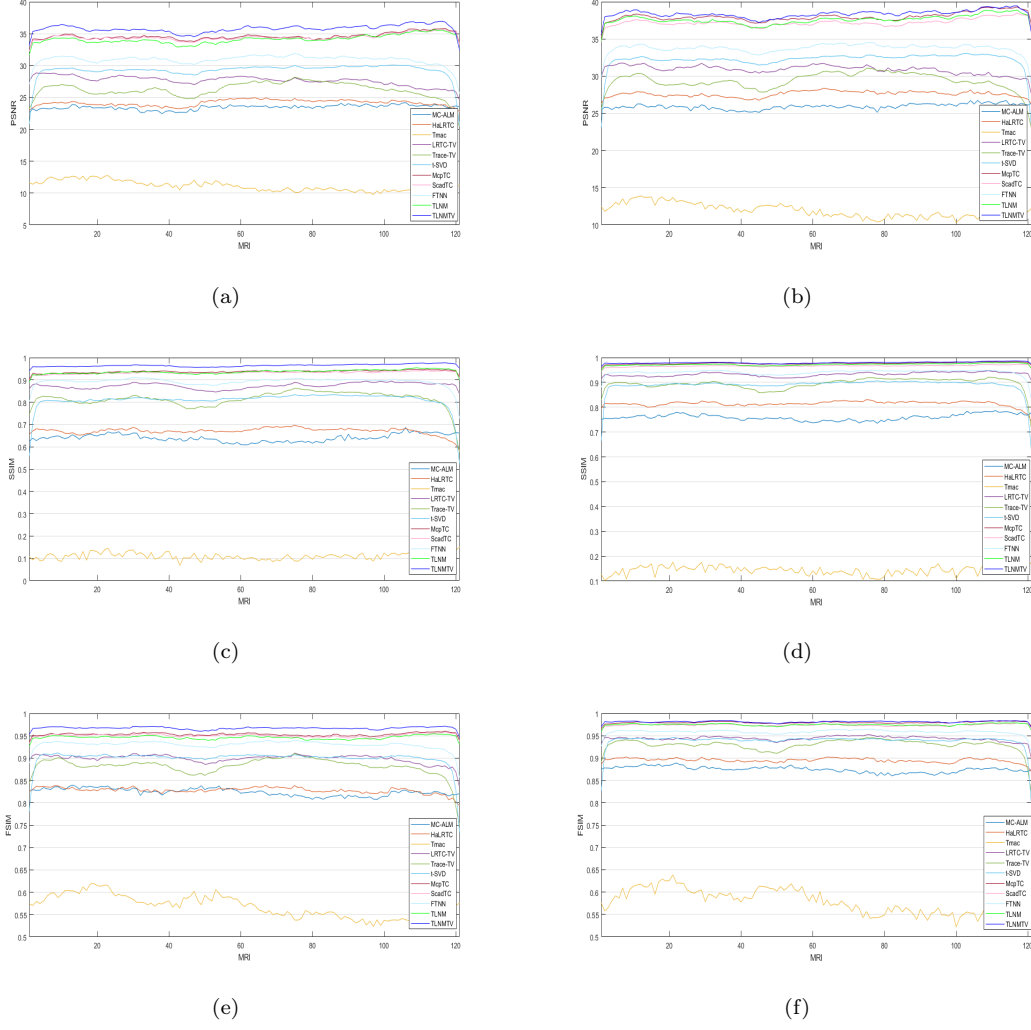 40
35
30
25
20
15
10
5
PSNR
20
40
60
80
100
120
MRI
MC-ALM
HaLRTC
Tmac
LRTC-TV
Trace-TV
t-SVD
McpTC
ScadTC
FTNN
TLNM
TLNMTV
(a)
40
35
30
25
20
15
10
PSNR
20
40
60
80
100
120
MRI
MC-ALM
HaLRTC
Tmac
LRTC-TV
Trace-TV
t-SVD
McpTC
ScadTC
FTNN
TLNM
TLNMTV
(b)
1
0.9
0.8
0.7
0.6
0.5
0.4
0.3
0.2
0.1
0
SSIM
20
40
60
80
100
120
MRI
MC-ALM
HaLRTC
Tmac
LRTC-TV
Trace-TV
t-SVD
McpTC
ScadTC
FTNN
TLNM
TLNMTV
(c)
1
0.9
0.8
0.7
0.6
0.5
0.4
0.3
0.2
0.1
SSIM
20
40
60
80
100
120
MRI
MC-ALM
HaLRTC
Tmac
LRTC-TV
Trace-TV
t-SVD
McpTC
ScadTC
FTNN
TLNM
TLNMTV
(d)
1
0.95
0.9
0.85
0.8
0.75
0.7
0.65
0.6
0.55
0.5
FSIM
20
40
60
80
100
120
MRI
MC-ALM
HaLRTC
Tmac
LRTC-TV
Trace-TV
t-SVD
McpTC
ScadTC
FTNN
TLNM
TLNMTV
(e)
1
0.95
0.9
0.85
0.8
0.75
0.7
0.65
0.6
0.55
0.5
FSIM
20
40
60
80
100
120
MRI
MC-ALM
HaLRTC
Tmac
LRTC-TV
Trace-TV
t-SVD
McpTC
ScadTC
FTNN
TLNM
TLNMTV
(f)